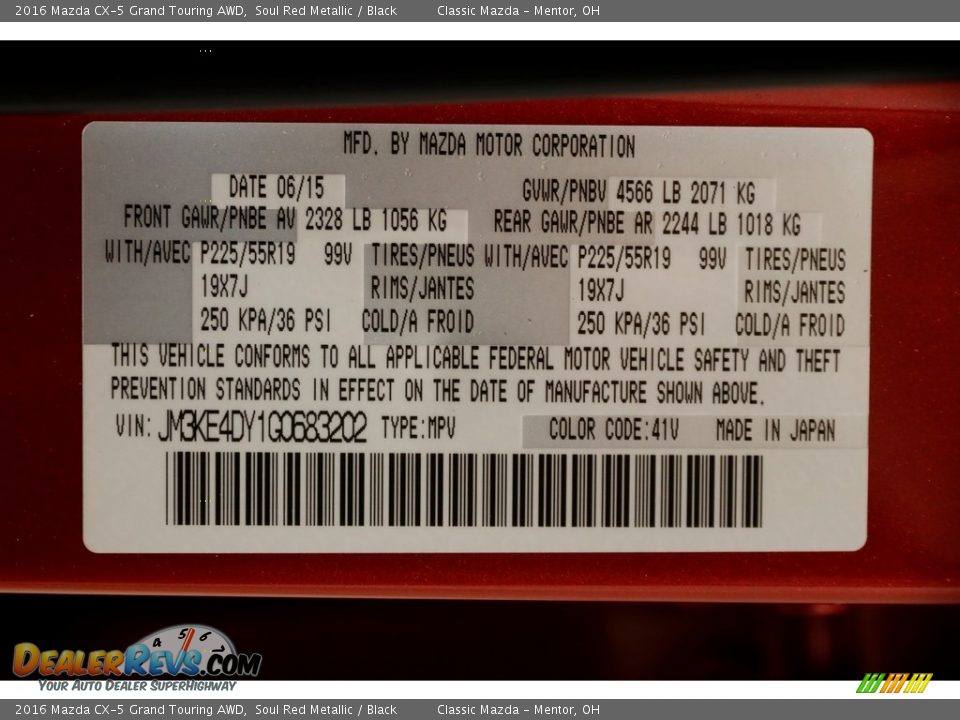 2016 Mazda CX-5 Grand Touring AWD, Soul Red Metallic / Black Classic Mazda - Mentor, OH
MFD. BY MAZDA MOTOR CORPORATION
DATE 06/15 GVWR/PNBV 4566 LB 2071 KG
FRONT GAWR/PNBE AV 2328 LB 1056 KG REAR GAWR/PNBE AR 2244 LB 1018 KG
WITH/AVEC P225/55R19 99V TIRES/PNEUS WITH/AVEC P225/55R19 99V TIRES/PNEUS
19X7J RIMS/JANTES 19X7J RIMS/JANTES
250 KPA/36 PSI COLD/A FROID 250 KPA/36 PSI COLD/A FROID
THIS VEHICLE CONFORMS TO ALL APPLICABLE FEDERAL MOTOR VEHICLE SAFETY AND THEFT
PREVENTION STANDARDS IN EFFECT ON THE DATE OF MANUFACTURE SHOWN ABOVE.
VIN: JM3KE4DY1G0683202 TYPE:MPV COLOR CODE:41V MADE IN JAPAN
4 5 6 7
DEALERREVS.COM
YOUR AUTO DEALER SUPERHIGHWAY
2016 Mazda CX-5 Grand Touring AWD, Soul Red Metallic / Black Classic Mazda - Mentor, OH